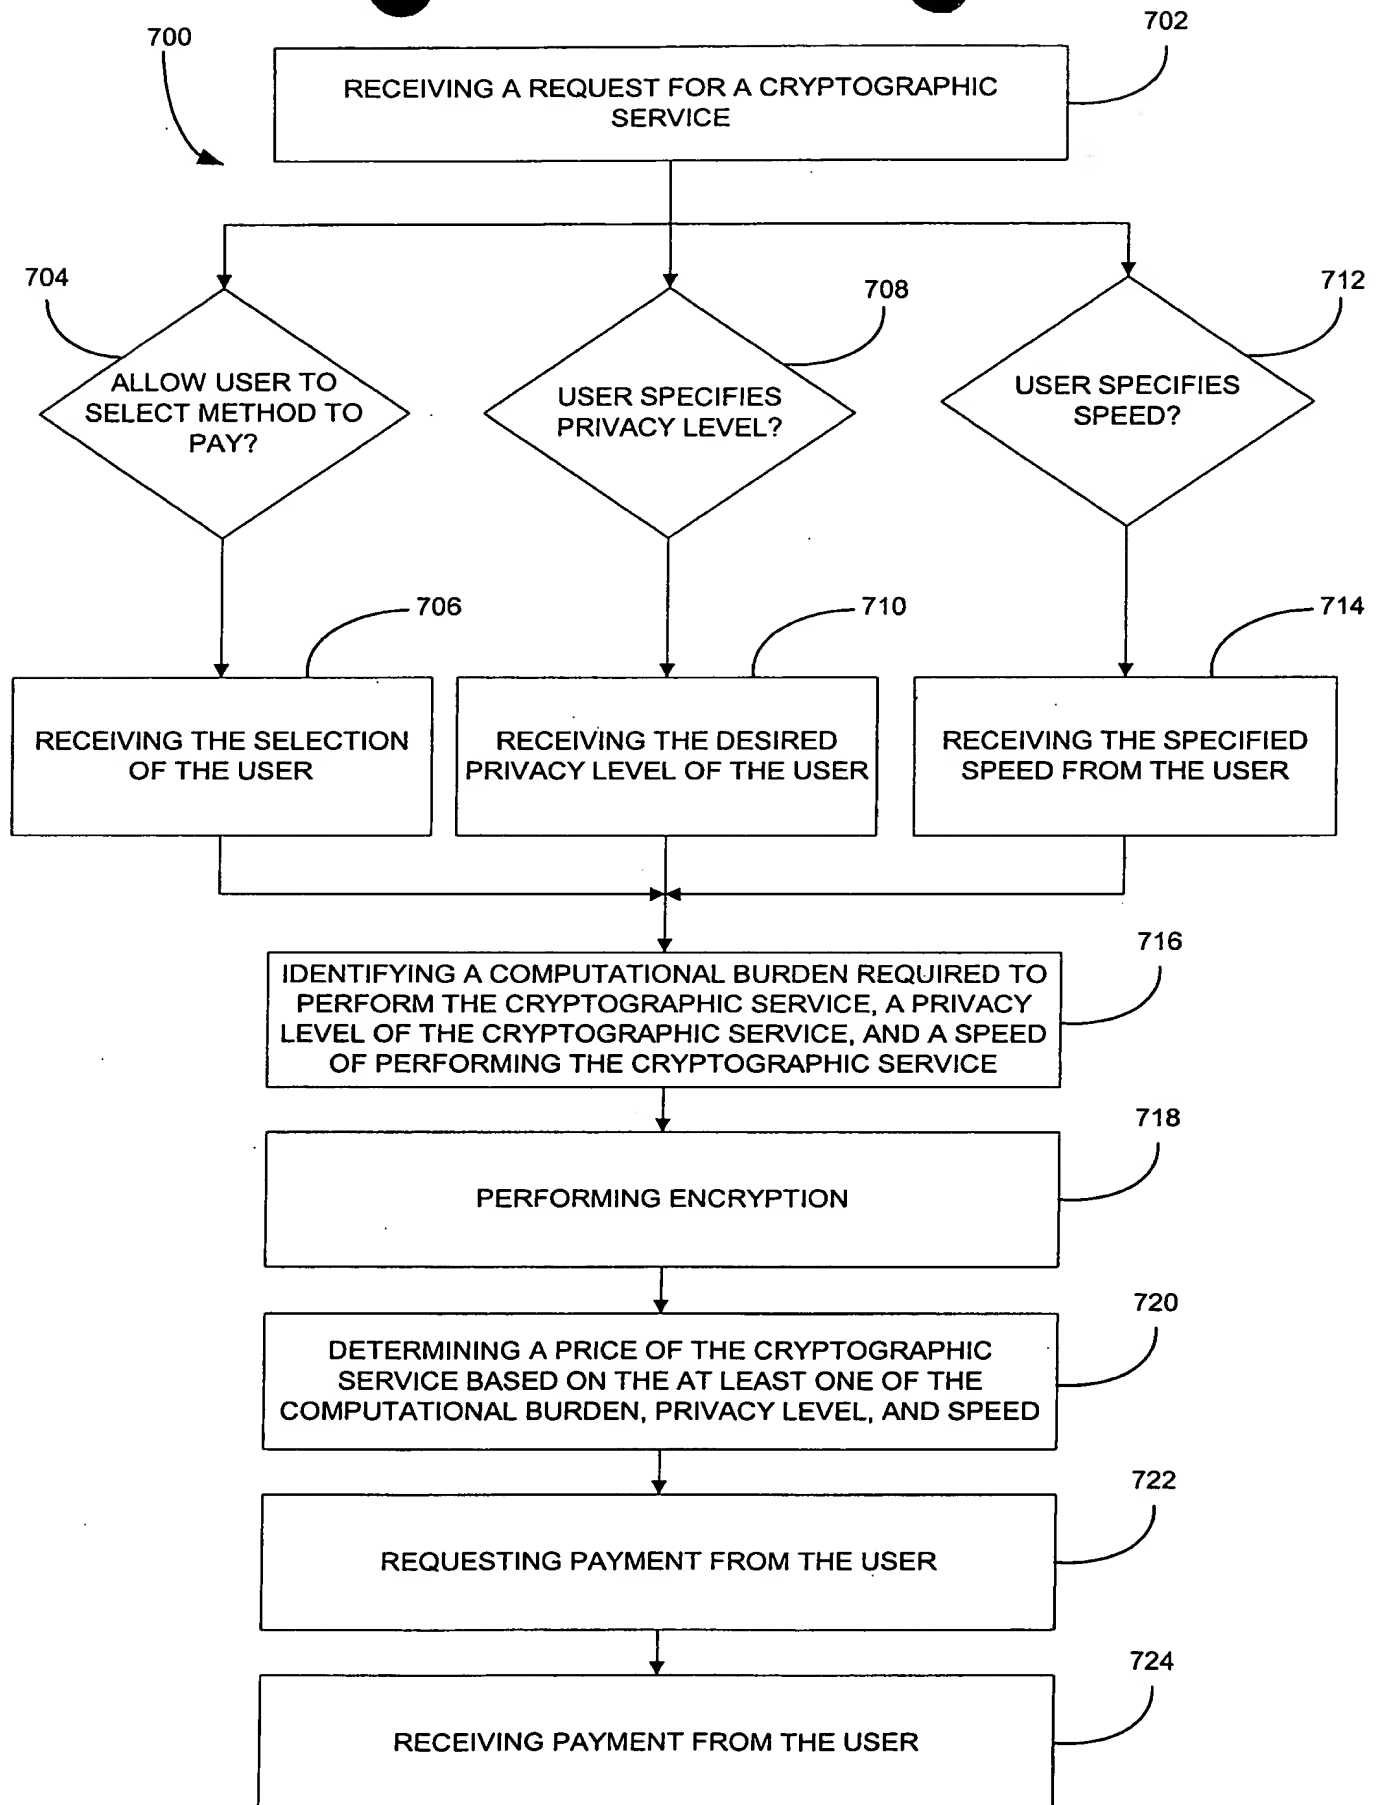 700
702
RECEIVING A REQUEST FOR A CRYPTOGRAPHIC
SERVICE
704
708
712
ALLOW USER TO
SELECT METHOD TO
PAY?
USER SPECIFIES
PRIVACY LEVEL?
USER SPECIFIES
SPEED?
706
710
714
RECEIVING THE SELECTION
OF THE USER
RECEIVING THE DESIRED
PRIVACY LEVEL OF THE USER
RECEIVING THE SPECIFIED
SPEED FROM THE USER
716
IDENTIFYING A COMPUTATIONAL BURDEN REQUIRED TO
PERFORM THE CRYPTOGRAPHIC SERVICE, A PRIVACY
LEVEL OF THE CRYPTOGRAPHIC SERVICE, AND A SPEED
OF PERFORMING THE CRYPTOGRAPHIC SERVICE
718
PERFORMING ENCRYPTION
720
DETERMINING A PRICE OF THE CRYPTOGRAPHIC
SERVICE BASED ON THE AT LEAST ONE OF THE
COMPUTATIONAL BURDEN, PRIVACY LEVEL, AND SPEED
722
REQUESTING PAYMENT FROM THE USER
724
RECEIVING PAYMENT FROM THE USER